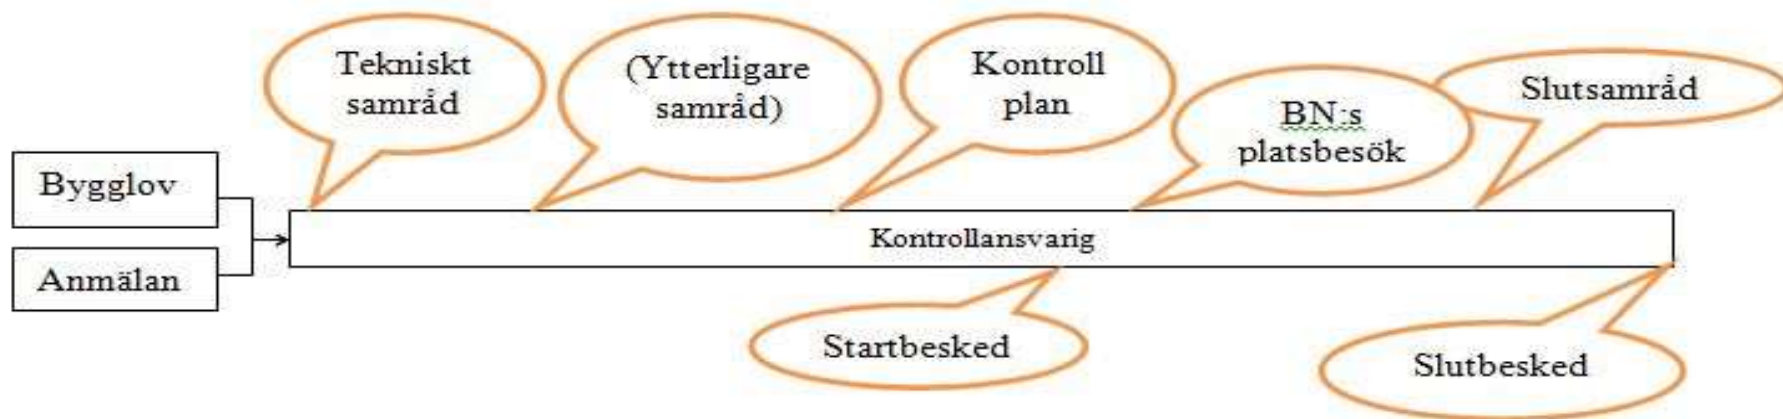 Tekniskt
samråd
(Ytterligare
samråd)
Kontroll
plan
BN:s
platsbesök
Slutsamråd
Bygglov
Anmälan
Kontrollansvarig
Startbesked
Slutbesked